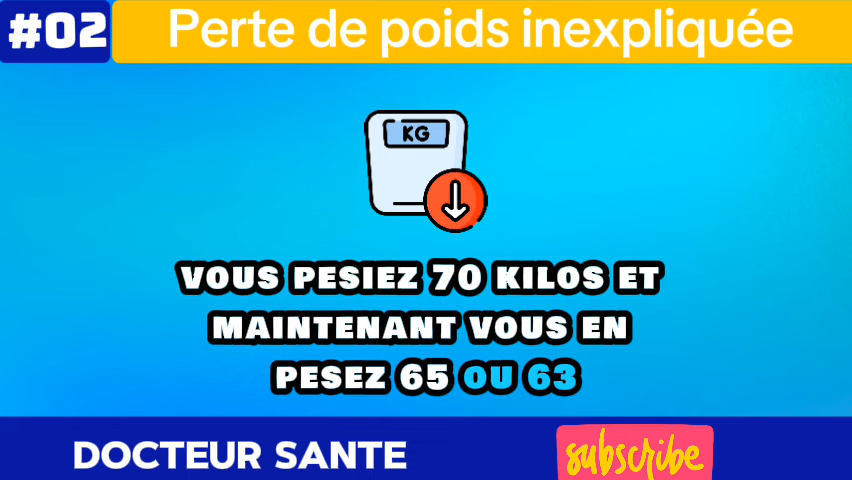 #02
Perte de poids inexpliquée
KG
VOUS PESIEZ 70 KILOS ET
MAINTENANT VOUS EN
PESEZ 65 OU 63
DOCTEUR SANTE
subscribe